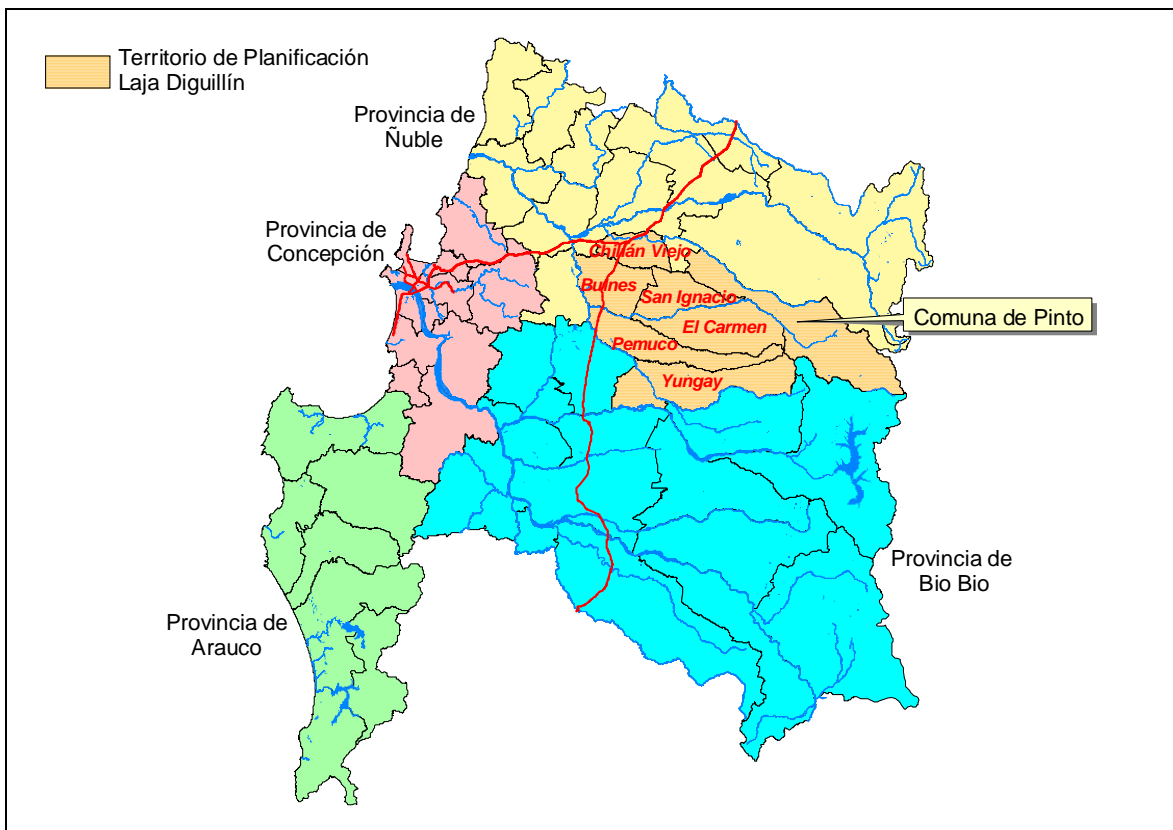 Territorio de Planificación
Laja Diguillín
Provincia de
Ñuble
Provincia de
Concepción
Chillán Viejo
Bulnes
San Ignacio
El Carmen
Pemuco
Yungay
Comuna de Pinto
Provincia de
Bio Bio
Provincia de
Arauco